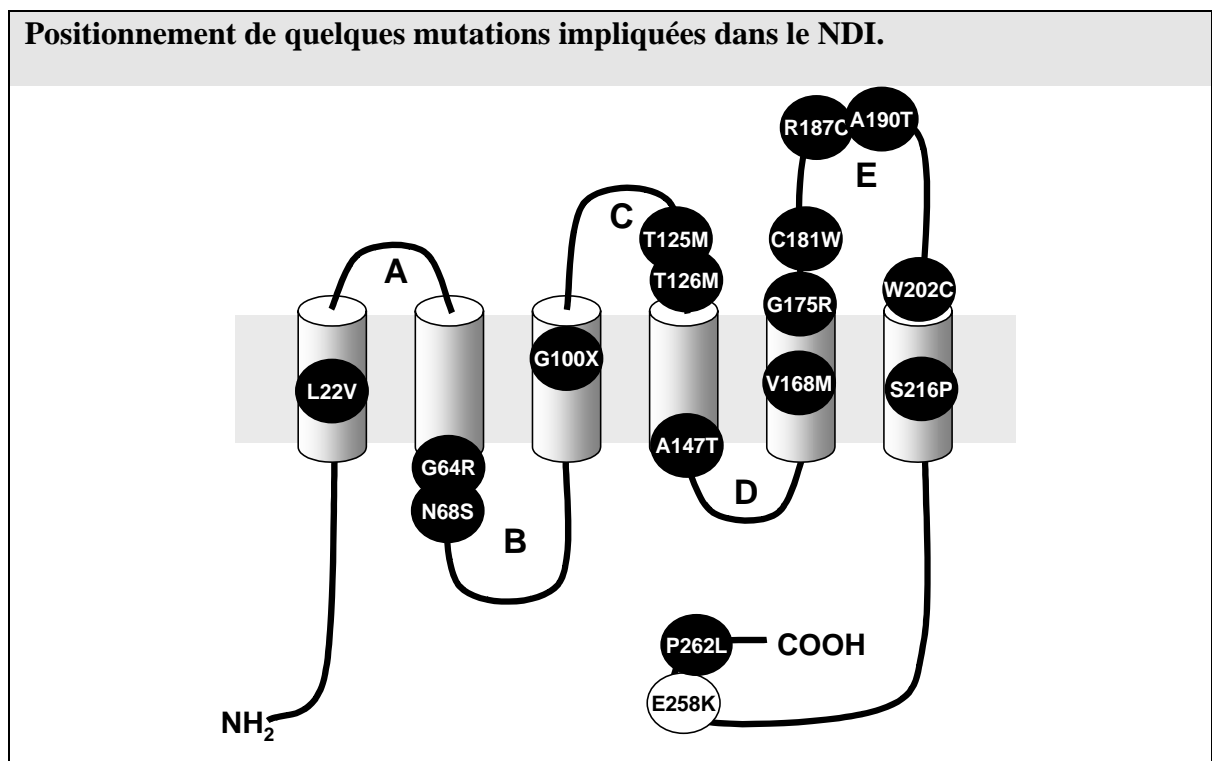 Positionnement de quelques mutations impliquées dans le NDI.
R187C A190T
E
C
T125M
C181W
A
T126M
W202C
G175R
G100X
L22V
V168M
S216P
A147T
G64R
D
N68S
B
P262L
COOH
E258K
NH₂